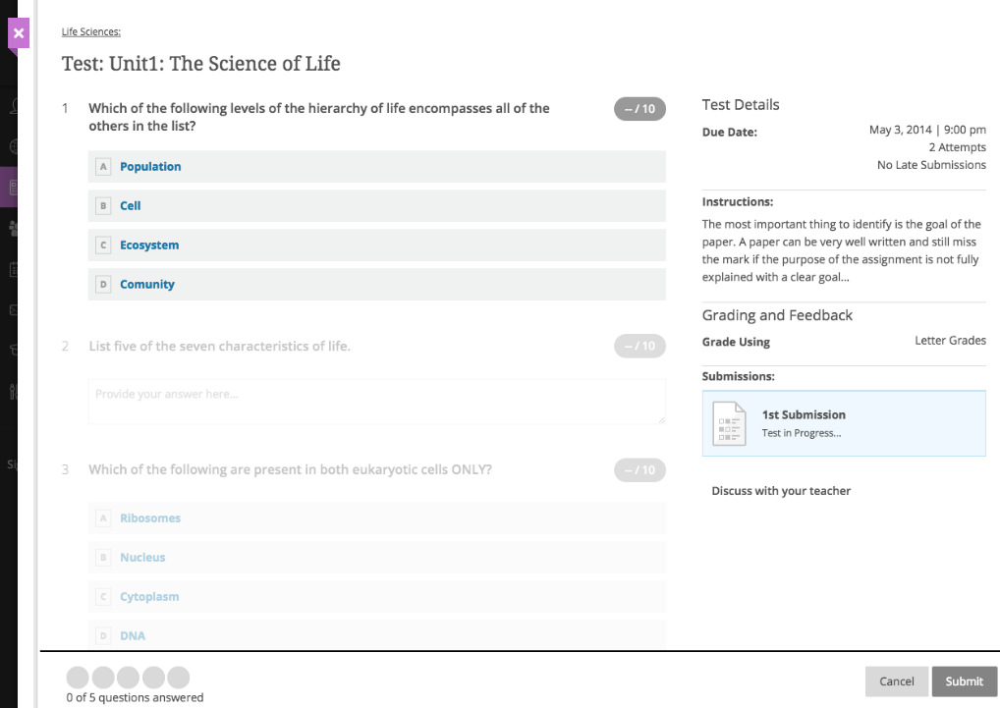 Life Sciences:
Test: Unit1: The Science of Life
1 Which of the following levels of the hierarchy of life encompasses all of the
others in the list?
-- / 10
A Population
B Cell
C Ecosystem
D Comunity
2 List five of the seven characteristics of life.
-- / 10
Provide your answer here...
3 Which of the following are present in both eukaryotic cells ONLY?
-- / 10
A Ribosomes
B Nucleus
C Cytoplasm
D DNA
Test Details
Due Date: May 3, 2014 | 9:00 pm
2 Attempts
No Late Submissions
Instructions:
The most important thing to identify is the goal of the
paper. A paper can be very well written and still miss
the mark if the purpose of the assignment is not fully
explained with a clear goal...
Grading and Feedback
Grade Using Letter Grades
Submissions:
1st Submission
Test in Progress...
Discuss with your teacher
0 of 5 questions answered
Cancel
Submit